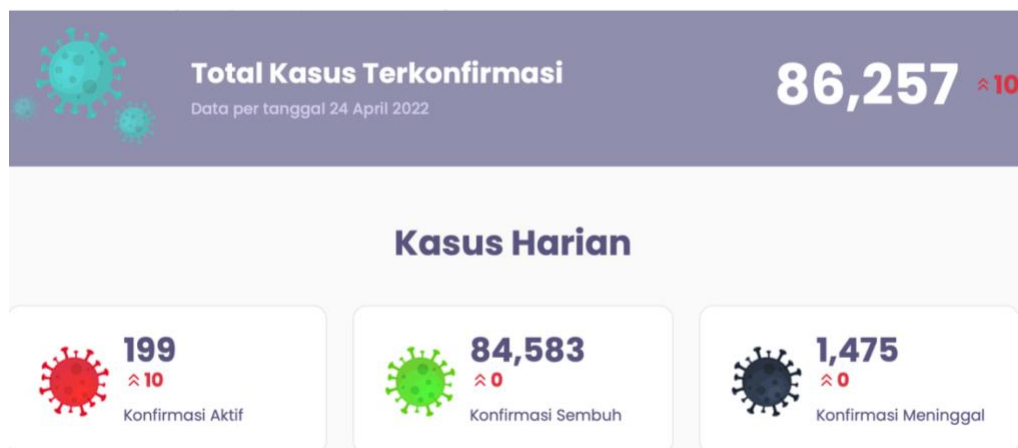 Total Kasus Terkonfirmasi
Data per tanggal 24 April 2022
86,257 10
Kasus Harian
199
10
Konfirmasi Aktif
84,583
0
Konfirmasi Sembuh
1,475
0
Konfirmasi Meninggal